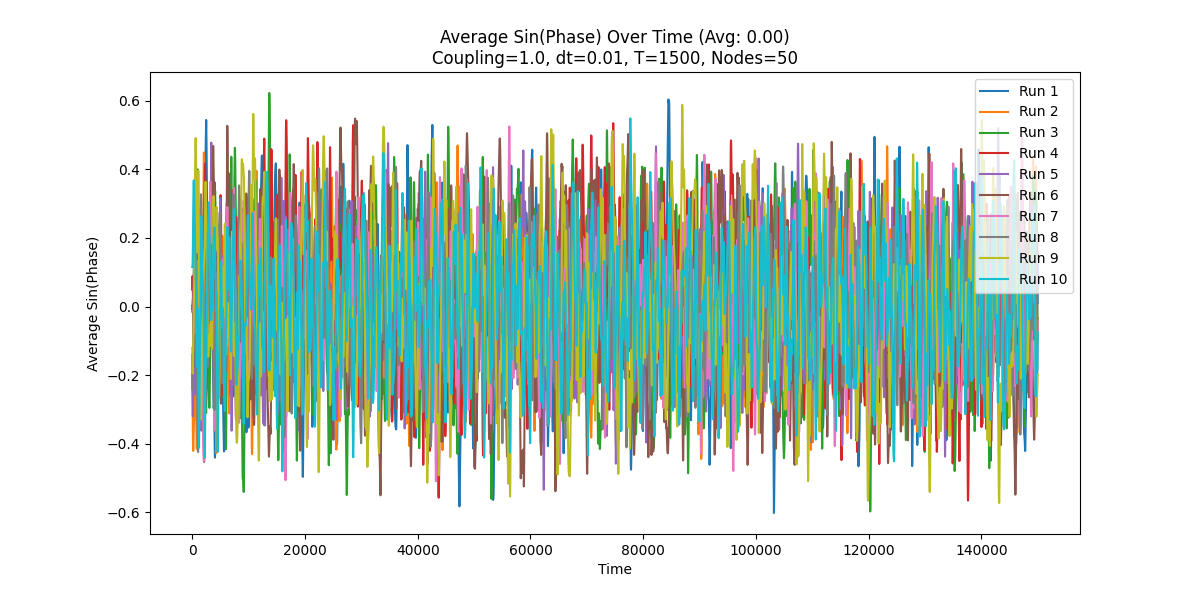 Average Sin(Phase) Over Time (Avg: 0.00)
Coupling=1.0, dt=0.01, T=1500, Nodes=50
Average Sin(Phase)
0.6
0.4
0.2
0.0
−0.2
−0.4
−0.6
Run 1
Run 2
Run 3
Run 4
Run 5
Run 6
Run 7
Run 8
Run 9
Run 10
0
20000
40000
60000
80000
100000
120000
140000
Time